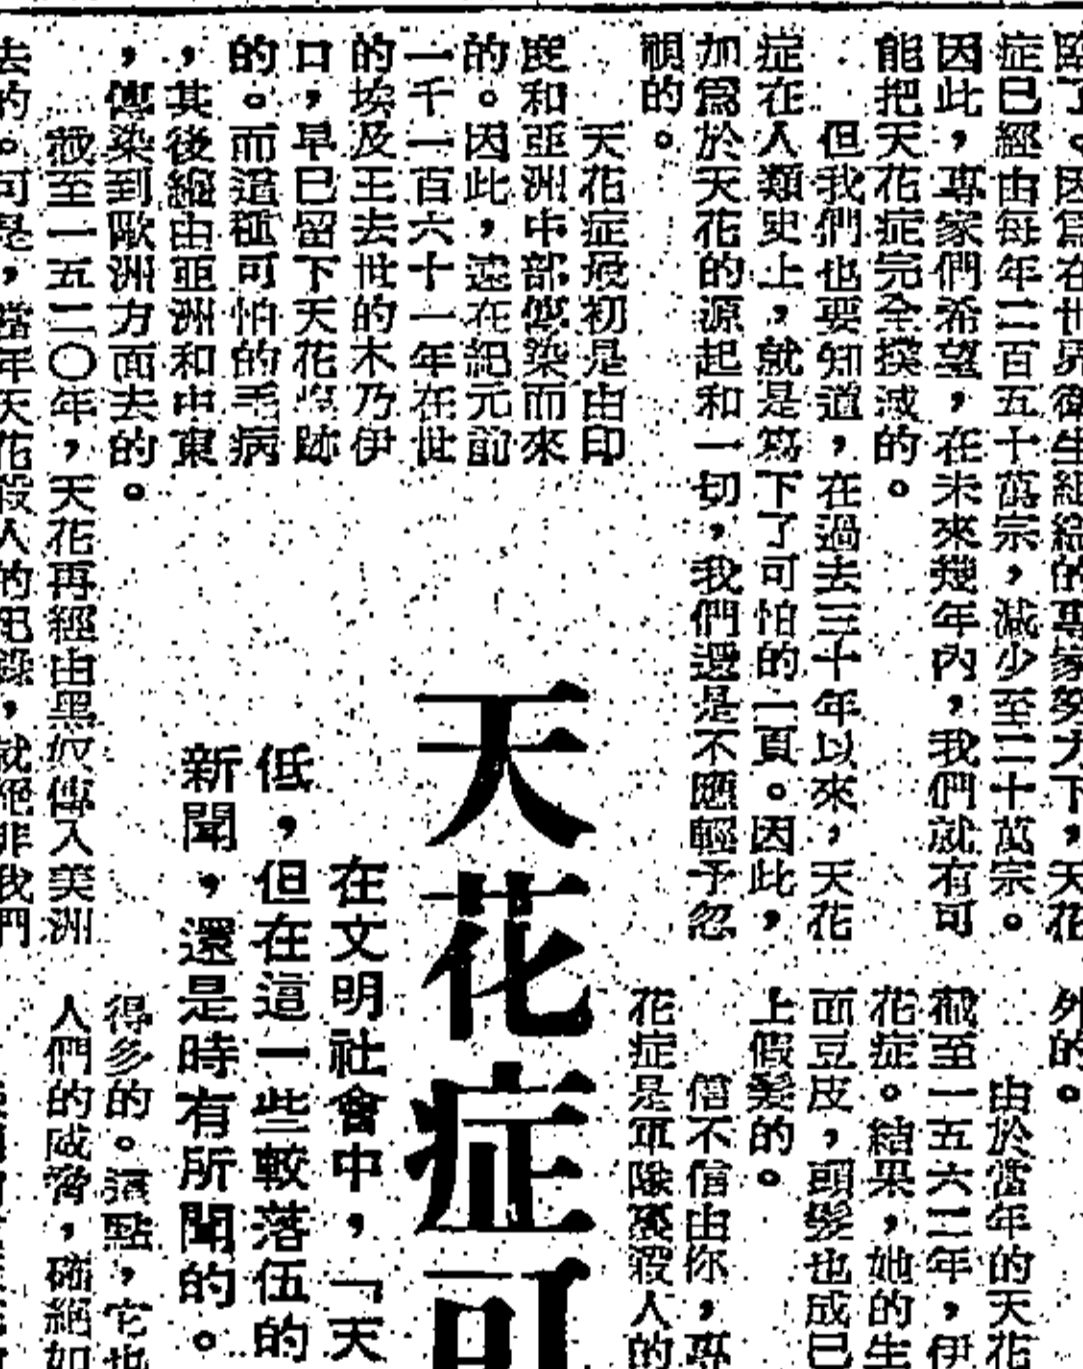 障了。因爲在世界衞生組織的專家努力下,天花
症已經由每年二百五十萬宗,減少至二十萬宗。
因此,專家們希望,在未來幾年內,我們就有可
能把天花症完全撲滅的。
但我們也要知道,在過去三十年以來,天花
症在人類史上,就是寫下了可怕的一頁。因此,
加爲於天花的源起和一切,我們還是不應輕予忽
視的。
天花症最初是由印
度和亞洲中部傳染而來
的。因此,遠在紀元前
一千一百六十一年在世
的埃及王去世的木乃伊
口,早已留下天花疤跡
的。而這種可怕的毛病
,其後經由亞洲和中東
,傳染到歐洲方面去的。
截至一五二〇年,天花再經由黑奴傳入美洲
去的。可是,當年天花殺人的紀錄,就絕非我們
天花症可
在文明社會中,「天
低,但在這一些較落伍的
新聞,還是時有所聞的。
外的。
由於當年的天花
截至一五六二年,伊
花症。結果,她的生
面豆皮,頭髮也成巳
上假髮的。
信不信由你,專
花症是軍隊裏殺人的
得多的。這點,它也
人們的威脅,確絕如